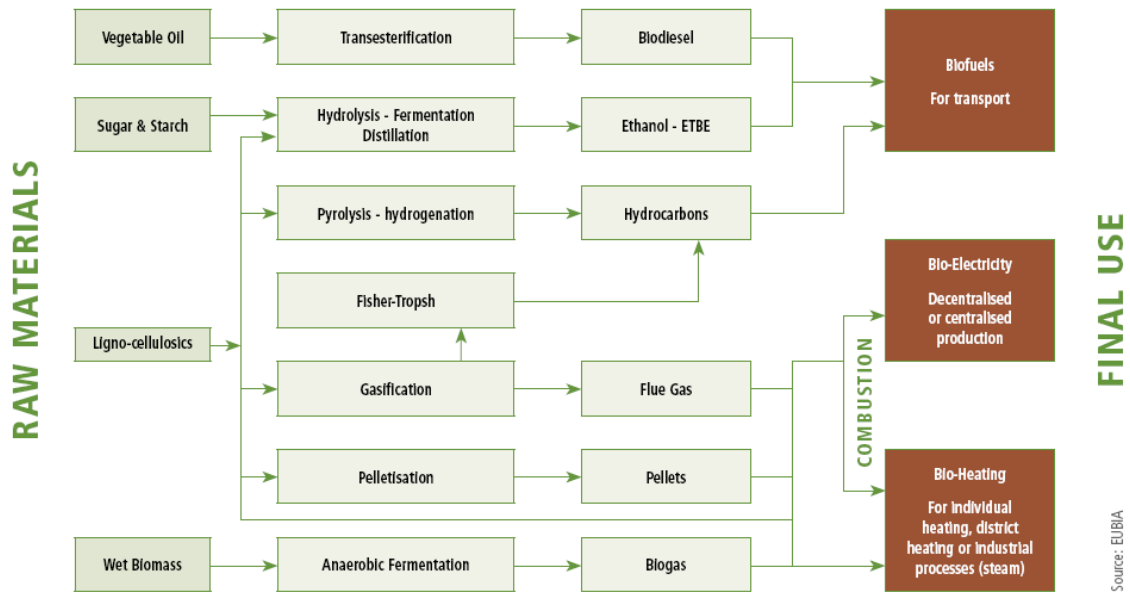 RAW MATERIALS
Vegetable Oil
Transesterification
Biodiesel
Biofuels
For transport
Sugar & Starch
Hydrolysis - Fermentation
Distillation
Ethanol - ETBE
Pyrolysis - hydrogenation
Hydrocarbons
Fisher-Tropsh
Bio-Electricity
Decentralised
or centralised
production
Ligno-cellulosics
Gasification
Flue Gas
COMBUSTION
Pelletisation
Pellets
Bio-Heating
For individual
heating, district
heating or industrial
processes (steam)
Wet Biomass
Anaerobic Fermentation
Biogas
FINAL USE
Source: EUBIA